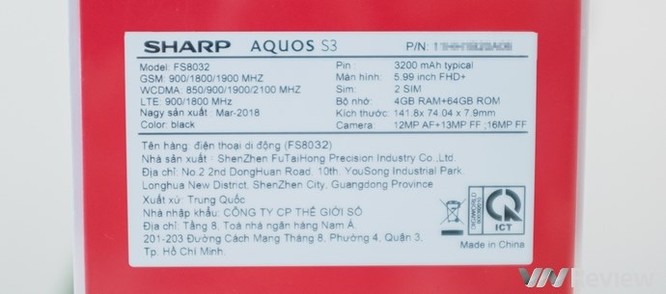 SHARP AQUOS S3 P/N:
Model: FS8032
GSM: 900/1800/1900 MHZ
WCDMA: 850/900/1900/2100 MHZ
LTE: 900/1800 MHZ
Nagy sản xuất : Mar-2018
Color: black
Pin : 3200 mAh typical
Màn hình: 5.99 inch FHD+
Sim: 2 SIM
Bộ nhớ: 4GB RAM+64GB ROM
Kích thước: 141.8x 74.04 x 7.9mm
Camera: 12MP AF+13MP FF ;16MP FF
Tên hàng: điện thoại di động (FS8032)
Nhà sản xuất : ShenZhen FuTaiHong Precision Industry Co., Ltd.
Địa chỉ: No.2 2nd DongHuan Road. 10th. YouSong Industrial Park
Longhua New District, ShenZhen City, Guangdong Province
Xuất xứ: Trung Quốc
Nhà nhập khẩu: CÔNG TY CP THẾ GIỚI SỐ
Địa chỉ: Tầng 8, Toà nhà ngân hàng Nam Á.
201-203 Đường Cách Mạng Tháng 8, Phường 4, Quận 3,
Tp. Hồ Chí Minh.
ICT
Made in China
VNReview